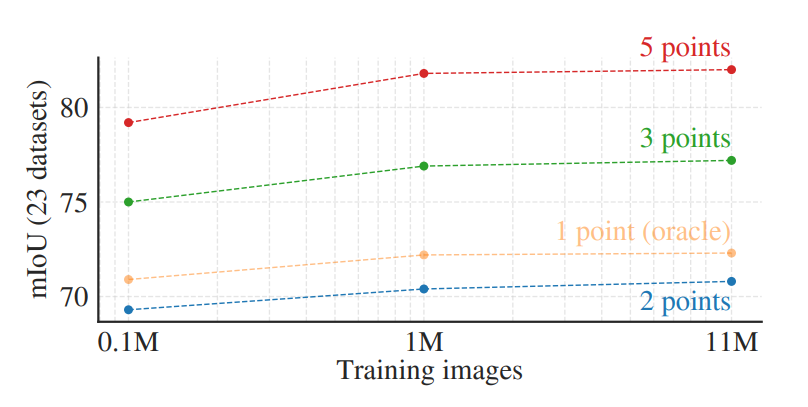 5 points
80
3 points
75
1 point (oracle)
70
2 points
mIoU (23 datasets)
0.1M 1M 11M
Training images